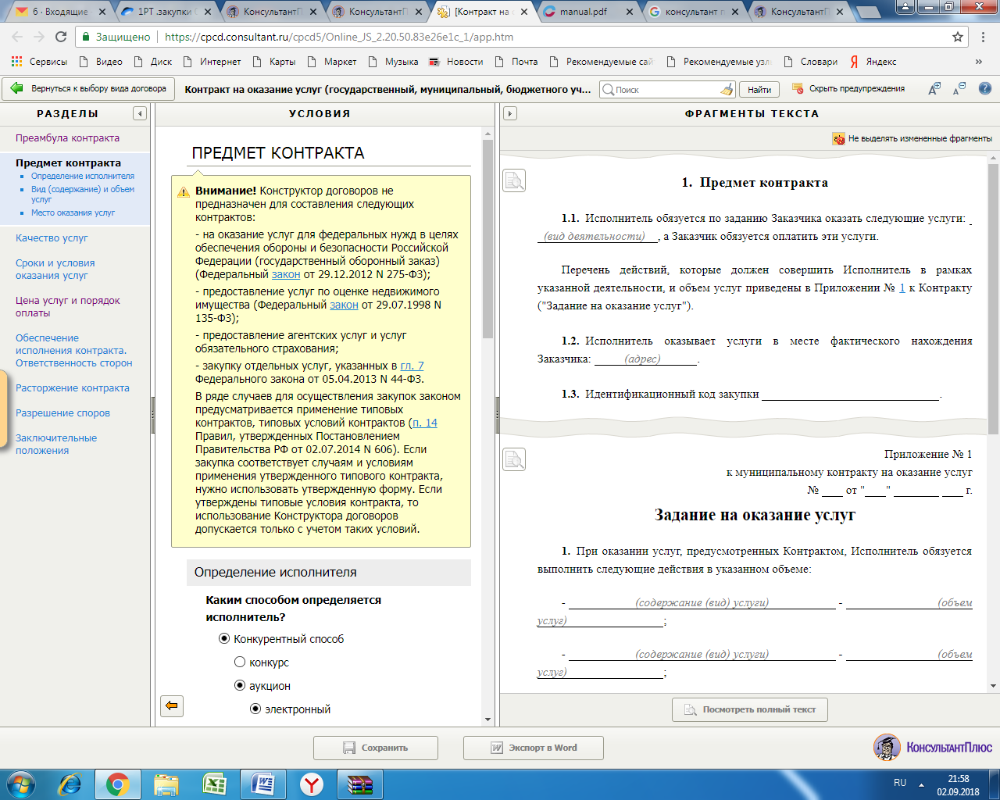 6 · Входящие
1РТ .закупки
КонсультантП
КонсультантП
[Контракт на о
manual.pdf
консультант п
КонсультантП
Защищено
https://cpcd.consultant.ru/cpcd5/Online_JS_2.20.50.83e26e1c_1/app.htm
Сервисы Видео Диск Интернет Карты Маркет Музыка Новости Почта Рекомендуемые сай Рекомендуемые узл Словари Яндекс »
Вернуться к выбору вида договора
Контракт на оказание услуг (государственный, муниципальный, бюджетного уч...
Поиск
Найти
Скрыть предупреждения
РАЗДЕЛЫ
Преамбула контракта
Предмет контракта
Определение исполнителя
Вид (содержание) и объем
услуг
Место оказания услуг
Качество услуг
Сроки и условия
оказания услуг
Цена услуг и порядок
оплаты
Обеспечение
исполнения контракта.
Ответственность сторон
Расторжение контракта
Разрешение споров
Заключительные
положения
УСЛОВИЯ
ПРЕДМЕТ КОНТРАКТА
Внимание! Конструктор договоров не
предназначен для составления следующих
контрактов:
- на оказание услуг для федеральных нужд в целях
обеспечения обороны и безопасности Российской
Федерации (государственный оборонный заказ)
(Федеральный закон от 29.12.2012 N 275-ФЗ);
- предоставление услуг по оценке недвижимого
имущества (Федеральный закон от 29.07.1998 N
135-ФЗ);
- предоставление агентских услуг и услуг
обязательного страхования;
- закупку отдельных услуг, указанных в гл. 7
Федерального закона от 05.04.2013 N 44-ФЗ.
В ряде случаев для осуществления закупок законом
предусматривается применение типовых
контрактов, типовых условий контрактов (п. 14
Правил, утвержденных Постановлением
Правительства РФ от 02.07.2014 N 606). Если
закупка соответствует случаям и условиям
применения утвержденного типового контракта,
нужно использовать утвержденную форму. Если
утверждены типовые условия контракта, то
использование Конструктора договоров
допускается только с учетом таких условий.
Определение исполнителя
Каким способом определяется
исполнитель?
Конкурентный способ
конкурс
аукцион
электронный
ФРАГМЕНТЫ ТЕКСТА
Не выделять измененные фрагменты
1. Предмет контракта
1.1. Исполнитель обязуется по заданию Заказчика оказать следующие услуги: _
(вид деятельности)__, а Заказчик обязуется оплатить эти услуги.
Перечень действий, которые должен совершить Исполнитель в рамках
указанной деятельности, и объем услуг приведены в Приложении № 1 к Контракту
("Задание на оказание услуг").
1.2. Исполнитель оказывает услуги в месте фактического нахождения
Заказчика: _____(адрес)_____.
1.3. Идентификационный код закупки ______________________________.
Приложение № 1
к муниципальному контракту на оказание услуг
№ ____ от "____" ________ ____ г.
Задание на оказание услуг
1. При оказании услуг, предусмотренных Контрактом, Исполнитель обязуется
выполнить следующие действия в указанном объеме:
- ___________(содержание (вид) услуги)___________ - ________________(объем
услуг)________________;
- ___________(содержание (вид) услуги)___________ - ________________(объем
услуг)________________;
Посмотреть полный текст
Сохранить
Экспорт в Word
КонсультантПлюс
RU
21:58
02.09.2018